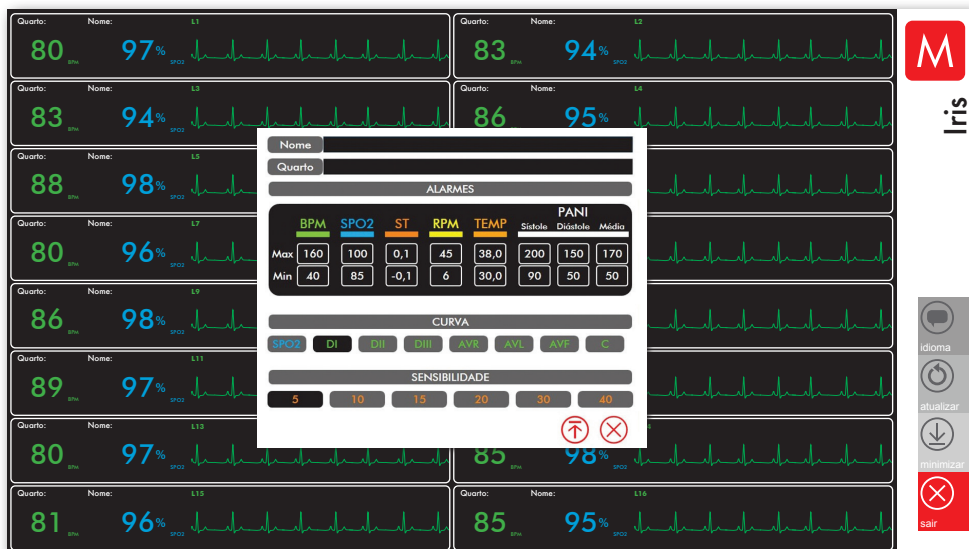 Quarto: Nome: L1
80 BPM 97% SPO2
Quarto: Nome: L2
83 BPM 94% SPO2
Quarto: Nome: L3
83 BPM 94% SPO2
Quarto: Nome: L4
86 95%
Quarto: Nome: L5
88 BPM 98% SPO2
Quarto: Nome: L7
80 BPM 96% SPO2
Quarto: Nome: L9
86 BPM 98% SPO2
Quarto: Nome: L11
89 BPM 97% SPO2
Quarto: Nome: L13
80 BPM 97% SPO2
85 BPM 98% SPO2
Quarto: Nome: L15
81 BPM 96% SPO2
Quarto: Nome: L16
85 BPM 95% SPO2
Nome
Quarto
ALARMES
PANI
BPM SPO2 ST RPM TEMP Sístole Diástole Média
Max 160 100 0,1 45 38,0 200 150 170
Min 40 85 -0,1 6 30,0 90 50 50
CURVA
SPO2 DI DII DIII AVR AVL AVF C
SENSIBILIDADE
5 10 15 20 30 40
M
Iris
idioma
atualizar
minimizar
sair